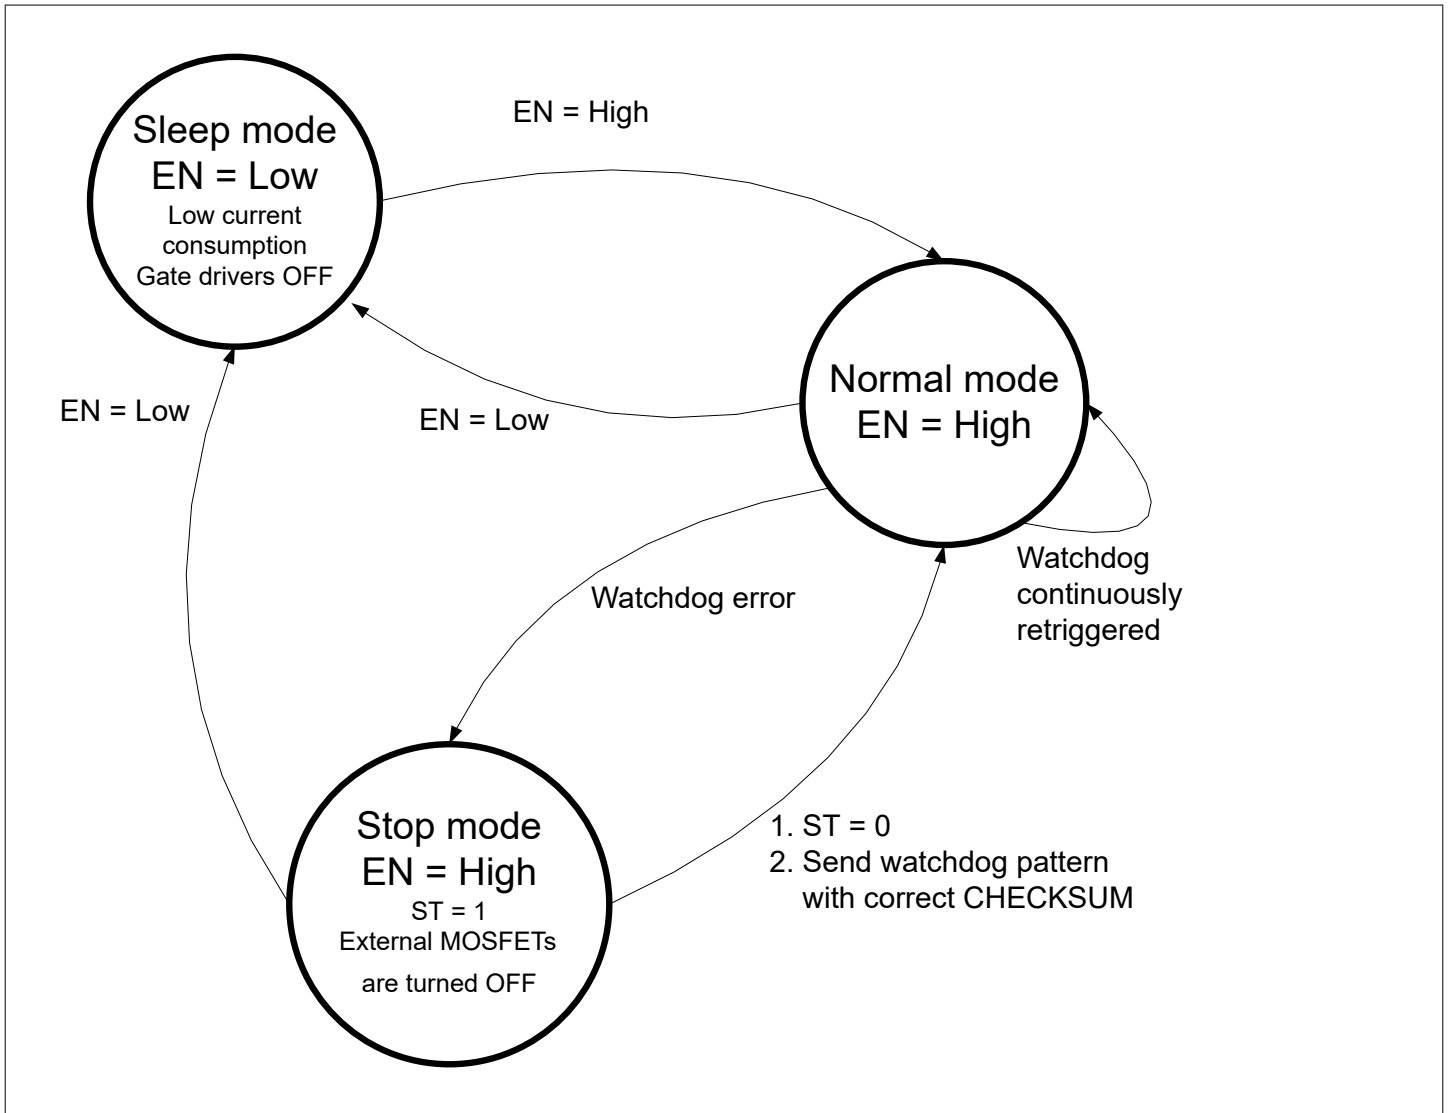 Sleep mode
EN = Low
Low current
consumption
Gate drivers OFF
EN = High
EN = Low
EN = Low
Normal mode
EN = High
Watchdog
continuously
retriggered
Watchdog error
Stop mode
EN = High
ST = 1
External MOSFETs
are turned OFF
1. ST = 0
2. Send watchdog pattern
with correct CHECKSUM